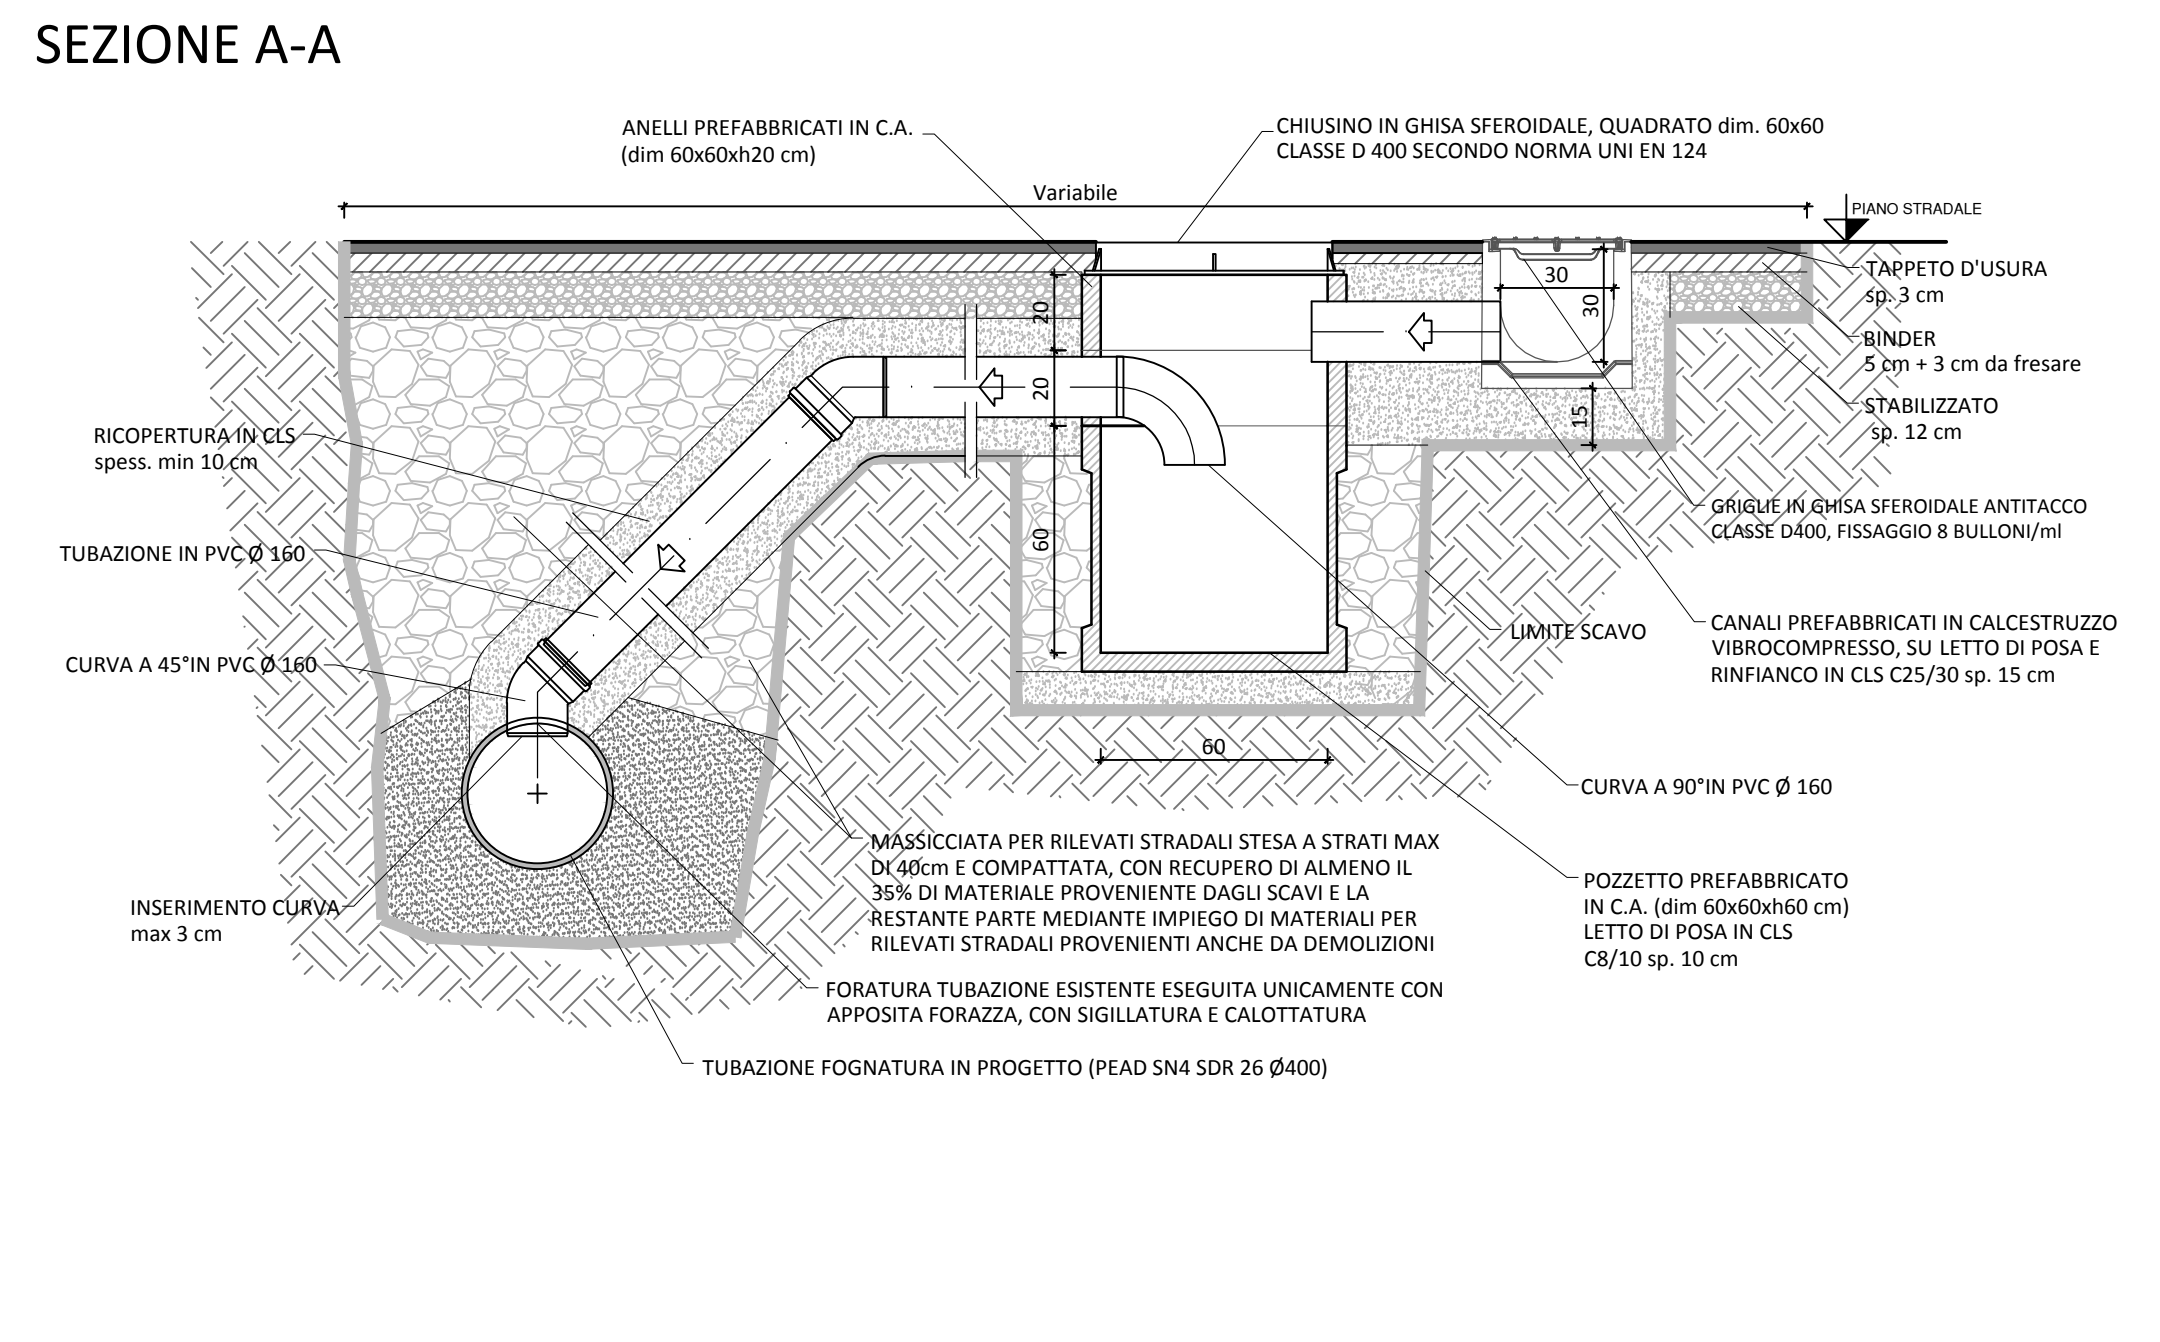 SEZIONE A-A
ANELLI PREFABBRICATI IN C.A.
(dim 60x60xh20 cm)
CHIUSINO IN GHISA SFEROIDALE, QUADRATO dim. 60x60
CLASSE D 400 SECONDO NORMA UNI EN 124
Variabile
PIANO STRADALE
TAPPETO D'USURA
sp. 3 cm
BINDER
5 cm + 3 cm da fresare
STABILIZZATO
sp. 12 cm
30
30
15
20
20
60
60
RICOPERTURA IN CLS
spess. min 10 cm
TUBAZIONE IN PVC Ø 160
CURVA A 45°IN PVC Ø 160
INSERIMENTO CURVA
max 3 cm
GRIGLIE IN GHISA SFEROIDALE ANTITACCO
CLASSE D400, FISSAGGIO 8 BULLONI/ml
LIMITE SCAVO
CANALI PREFABBRICATI IN CALCESTRUZZO
VIBROCOMPRESSO, SU LETTO DI POSA E
RINFIANCO IN CLS C25/30 sp. 15 cm
CURVA A 90°IN PVC Ø 160
MASSICCIATA PER RILEVATI STRADALI STESA A STRATI MAX
DI 40cm E COMPATTATA, CON RECUPERO DI ALMENO IL
35% DI MATERIALE PROVENIENTE DAGLI SCAVI E LA
RESTANTE PARTE MEDIANTE IMPIEGO DI MATERIALI PER
RILEVATI STRADALI PROVENIENTI ANCHE DA DEMOLIZIONI
POZZETTO PREFABBRICATO
IN C.A. (dim 60x60xh60 cm)
LETTO DI POSA IN CLS
C8/10 sp. 10 cm
FORATURA TUBAZIONE ESISTENTE ESEGUITA UNICAMENTE CON
APPOSITA FORAZZA, CON SIGILLATURA E CALOTTATURA
TUBAZIONE FOGNATURA IN PROGETTO (PEAD SN4 SDR 26 Ø400)